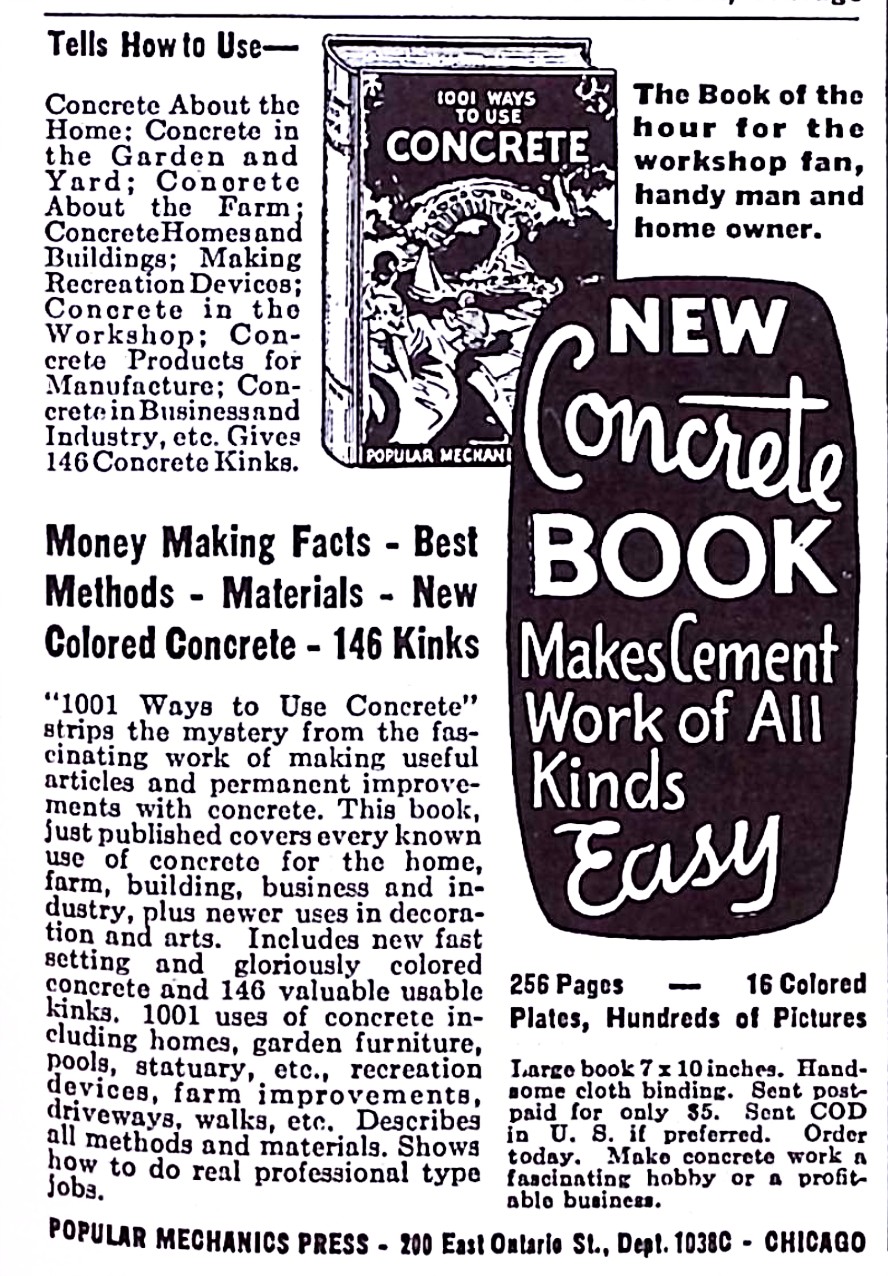 Tells How to Use—
Concrete About the
Home; Concrete in
the Garden and
Yard; Concrete
About the Farm;
Concrete Homes and
Buildings; Making
Recreation Devices;
Concrete in the
Workshop; Con-
crete Products for
Manufacture; Con-
crete in Business and
Industry, etc. Gives
146 Concrete Kinks.
1001 WAYS
TO USE
CONCRETE
POPULAR MECHANI
The Book of the
hour for the
workshop fan,
handy man and
home owner.
NEW
Concrete
BOOK
Makes Cement
Work of All
Kinds
Easy
Money Making Facts - Best
Methods - Materials - New
Colored Concrete - 146 Kinks
"1001 Ways to Use Concrete"
strips the mystery from the fas-
cinating work of making useful
articles and permanent improve-
ments with concrete. This book,
just published covers every known
use of concrete for the home,
farm, building, business and in-
dustry, plus newer uses in decora-
tion and arts. Includes new fast
setting and gloriously colored
concrete and 146 valuable usable
kinks. 1001 uses of concrete in-
cluding homes, garden furniture,
pools, statuary, etc., recreation
devices, farm improvements,
driveways, walks, etc. Describes
all methods and materials. Shows
how to do real professional type
jobs.
256 Pages — 16 Colored
Plates, Hundreds of Pictures
Large book 7 x 10 inches. Hand-
some cloth binding. Sent post-
paid for only $5. Sent COD
in U. S. if preferred. Order
today. Make concrete work a
fascinating hobby or a profit-
able business.
POPULAR MECHANICS PRESS - 200 East Ontario St., Dept. 1038C - CHICAGO